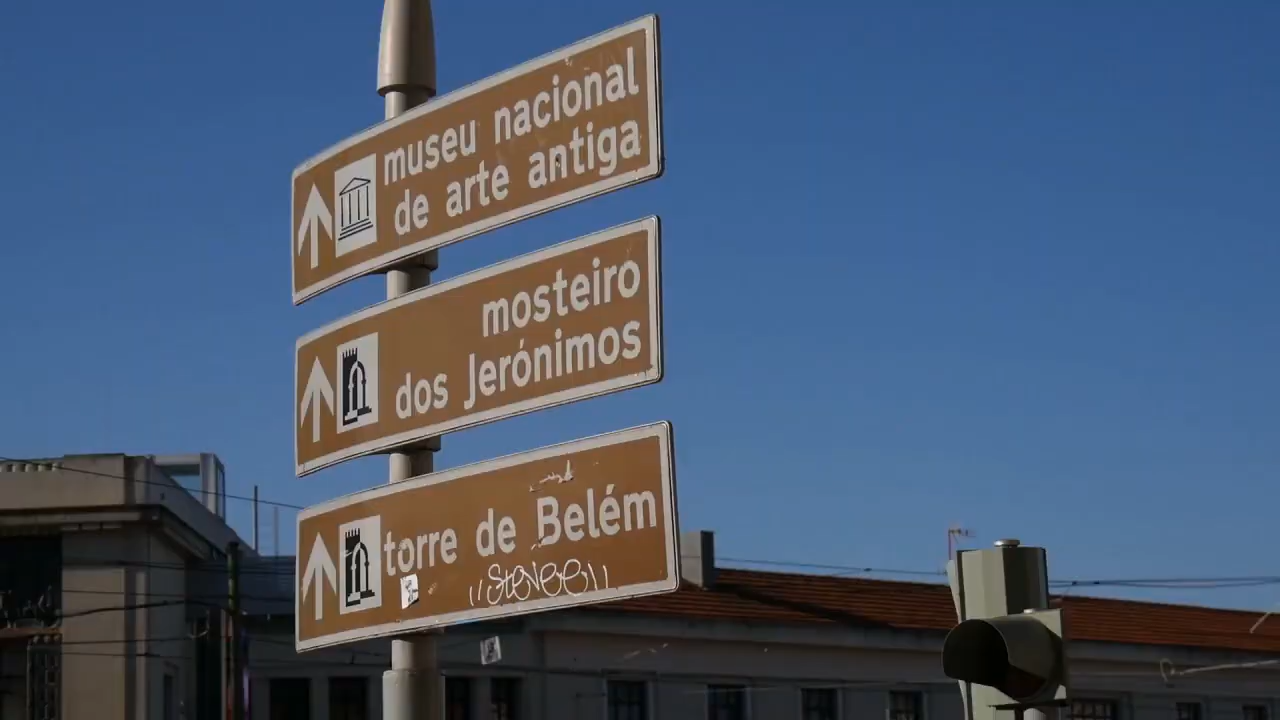 museu nacional
de arte antiga
mosteiro
dos Jerónimos
torre de Belém